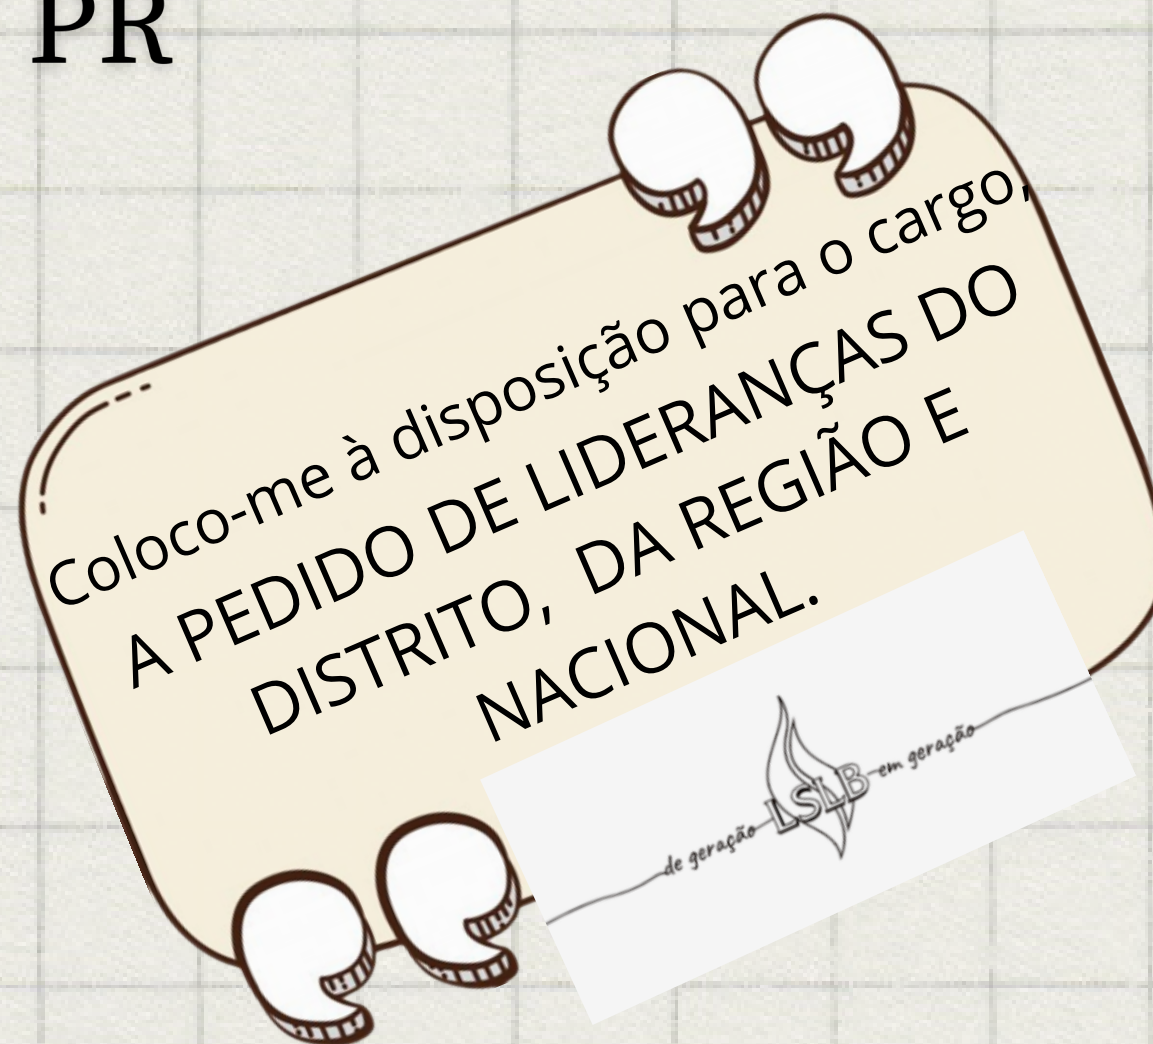 PR
Coloco-me à disposição para o cargo,
A PEDIDO DE LIDERANÇAS DO
DISTRITO, DA REGIÃO E
NACIONAL.
de geração LSLB em geração